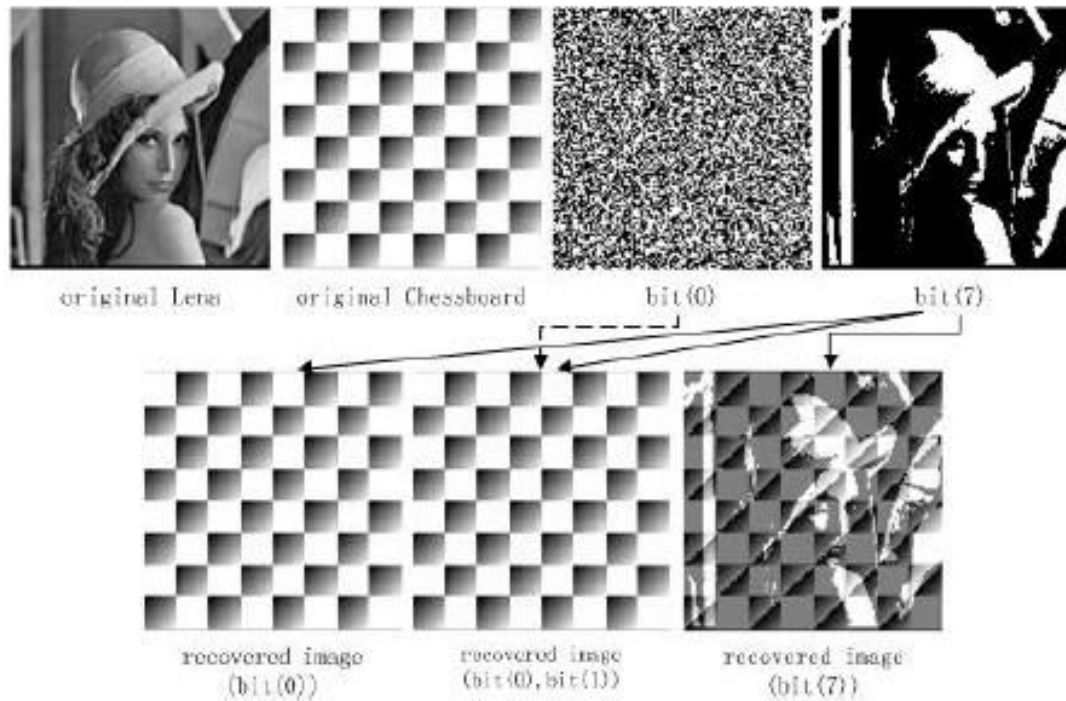 original Lena
original Chessboard
bit(0)
bit(7)
recovered image
(bit(0))
recovered image
(bit(0),bit(1))
recovered image
(bit(7))